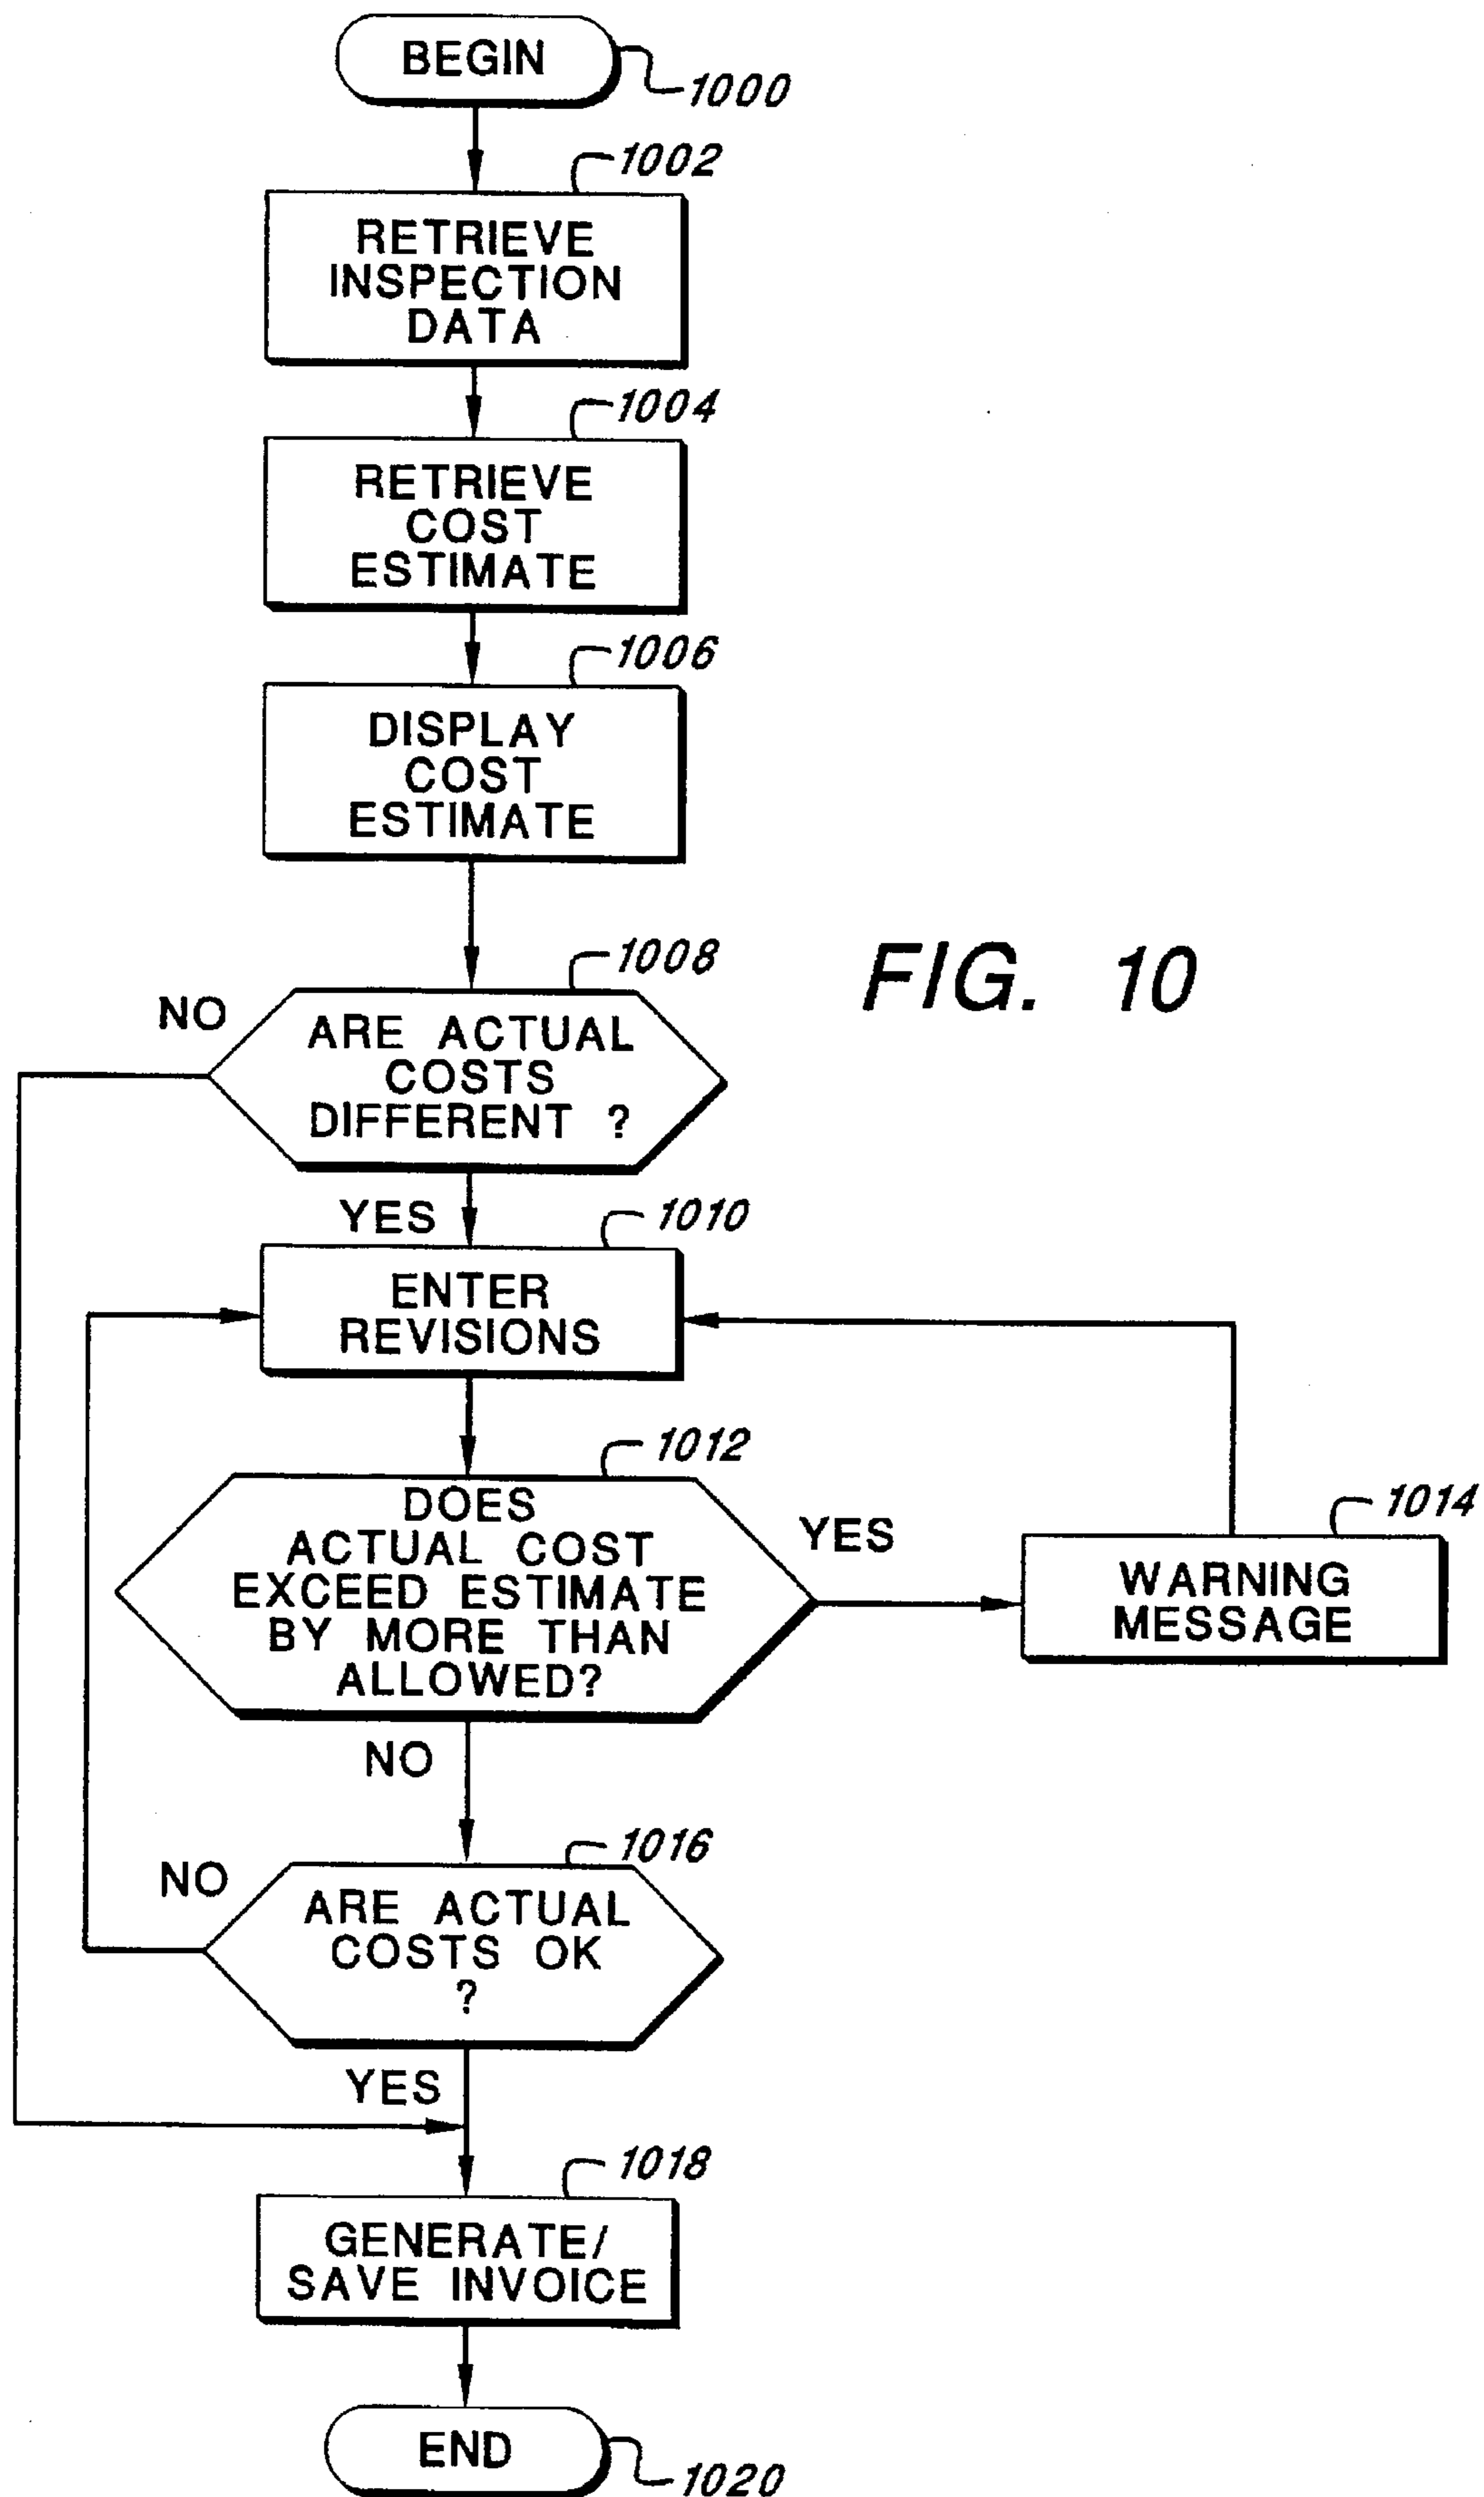 BEGIN
1000
1002
RETRIEVE
INSPECTION
DATA
1004
RETRIEVE
COST
ESTIMATE
1006
DISPLAY
COST
ESTIMATE
1008
FIG. 10
NO
ARE ACTUAL
COSTS
DIFFERENT ?
YES
1010
ENTER
REVISIONS
1012
DOES
ACTUAL COST
EXCEED ESTIMATE
BY MORE THAN
ALLOWED?
YES
1014
WARNING
MESSAGE
NO
1016
NO
ARE ACTUAL
COSTS OK
?
YES
1018
GENERATE/
SAVE INVOICE
END
1020